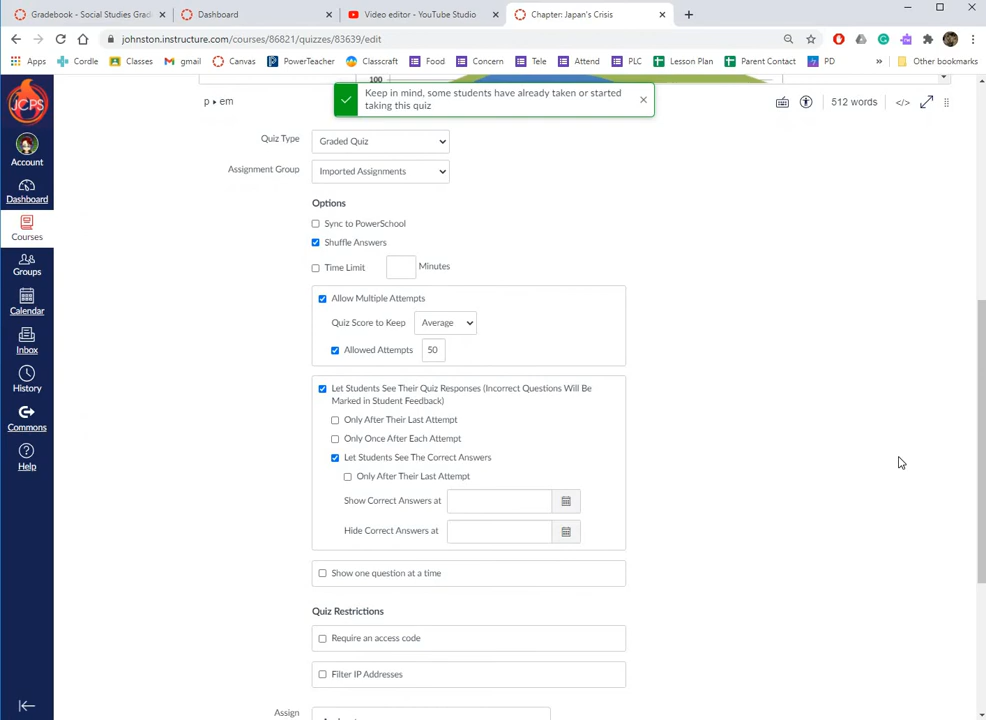 Gradebook - Social Studies Grad
Dashboard
Video editor - YouTube Studio
Chapter: Japan's Crisis
johnston.instructure.com/courses/86821/quizzes/83639/edit
Apps
Cordle
Classes
gmail
Canvas
PowerTeacher
Classcraft
Food
Concern
Tele
Attend
PLC
Lesson Plan
Parent Contact
PD
»
Other bookmarks
JCPS
100
Keep in mind, some students have already taken or started
taking this quiz
p ▸ em
512 words
</>
Account
Dashboard
Courses
Groups
Calendar
Inbox
History
Commons
Help
Quiz Type
Graded Quiz
Assignment Group
Imported Assignments
Options
Sync to PowerSchool
Shuffle Answers
Time Limit
Minutes
Allow Multiple Attempts
Quiz Score to Keep
Average
Allowed Attempts
50
Let Students See Their Quiz Responses (Incorrect Questions Will Be
Marked in Student Feedback)
Only After Their Last Attempt
Only Once After Each Attempt
Let Students See The Correct Answers
Only After Their Last Attempt
Show Correct Answers at
Hide Correct Answers at
Show one question at a time
Quiz Restrictions
Require an access code
Filter IP Addresses
Assign